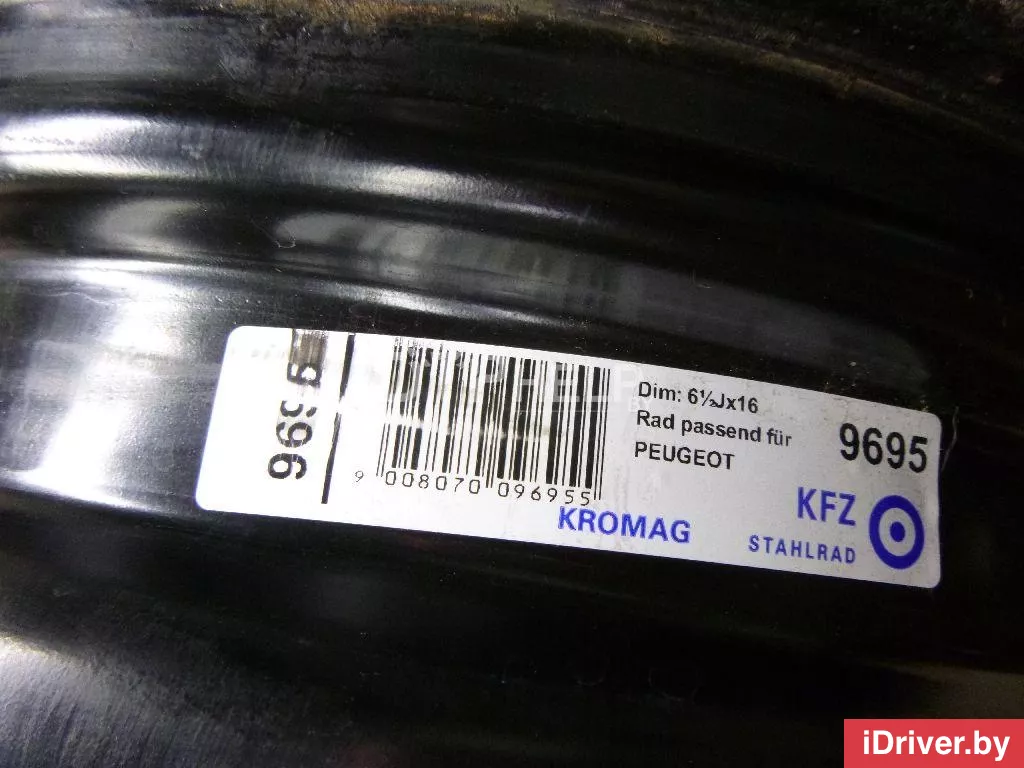 9695
9 008070 096955
Dim: 6½Jx16
Rad passend für
PEUGEOT
9695
KROMAG
KFZ
STAHLRAD
iDriver.by